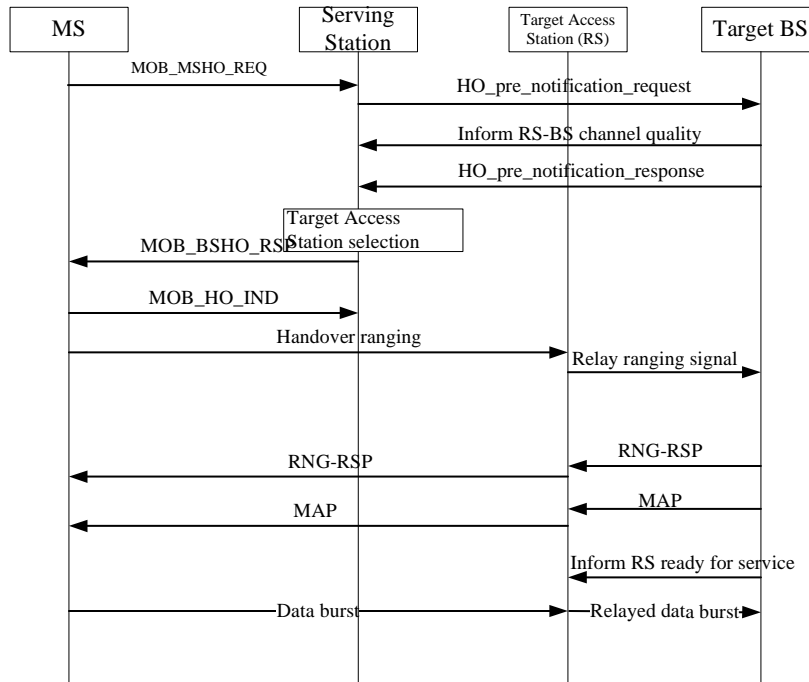 MS
Serving
Station
Target Access
Station (RS)
Target BS
MOB_MSHO_REQ
HO_pre_notification_request
Inform RS-BS channel quality
HO_pre_notification_response
Target Access
Station selection
MOB_BSHO_RSP
MOB_HO_IND
Handover ranging
Relay ranging signal
RNG-RSP
RNG-RSP
MAP
MAP
Inform RS ready for service
Data burst
Relayed data burst